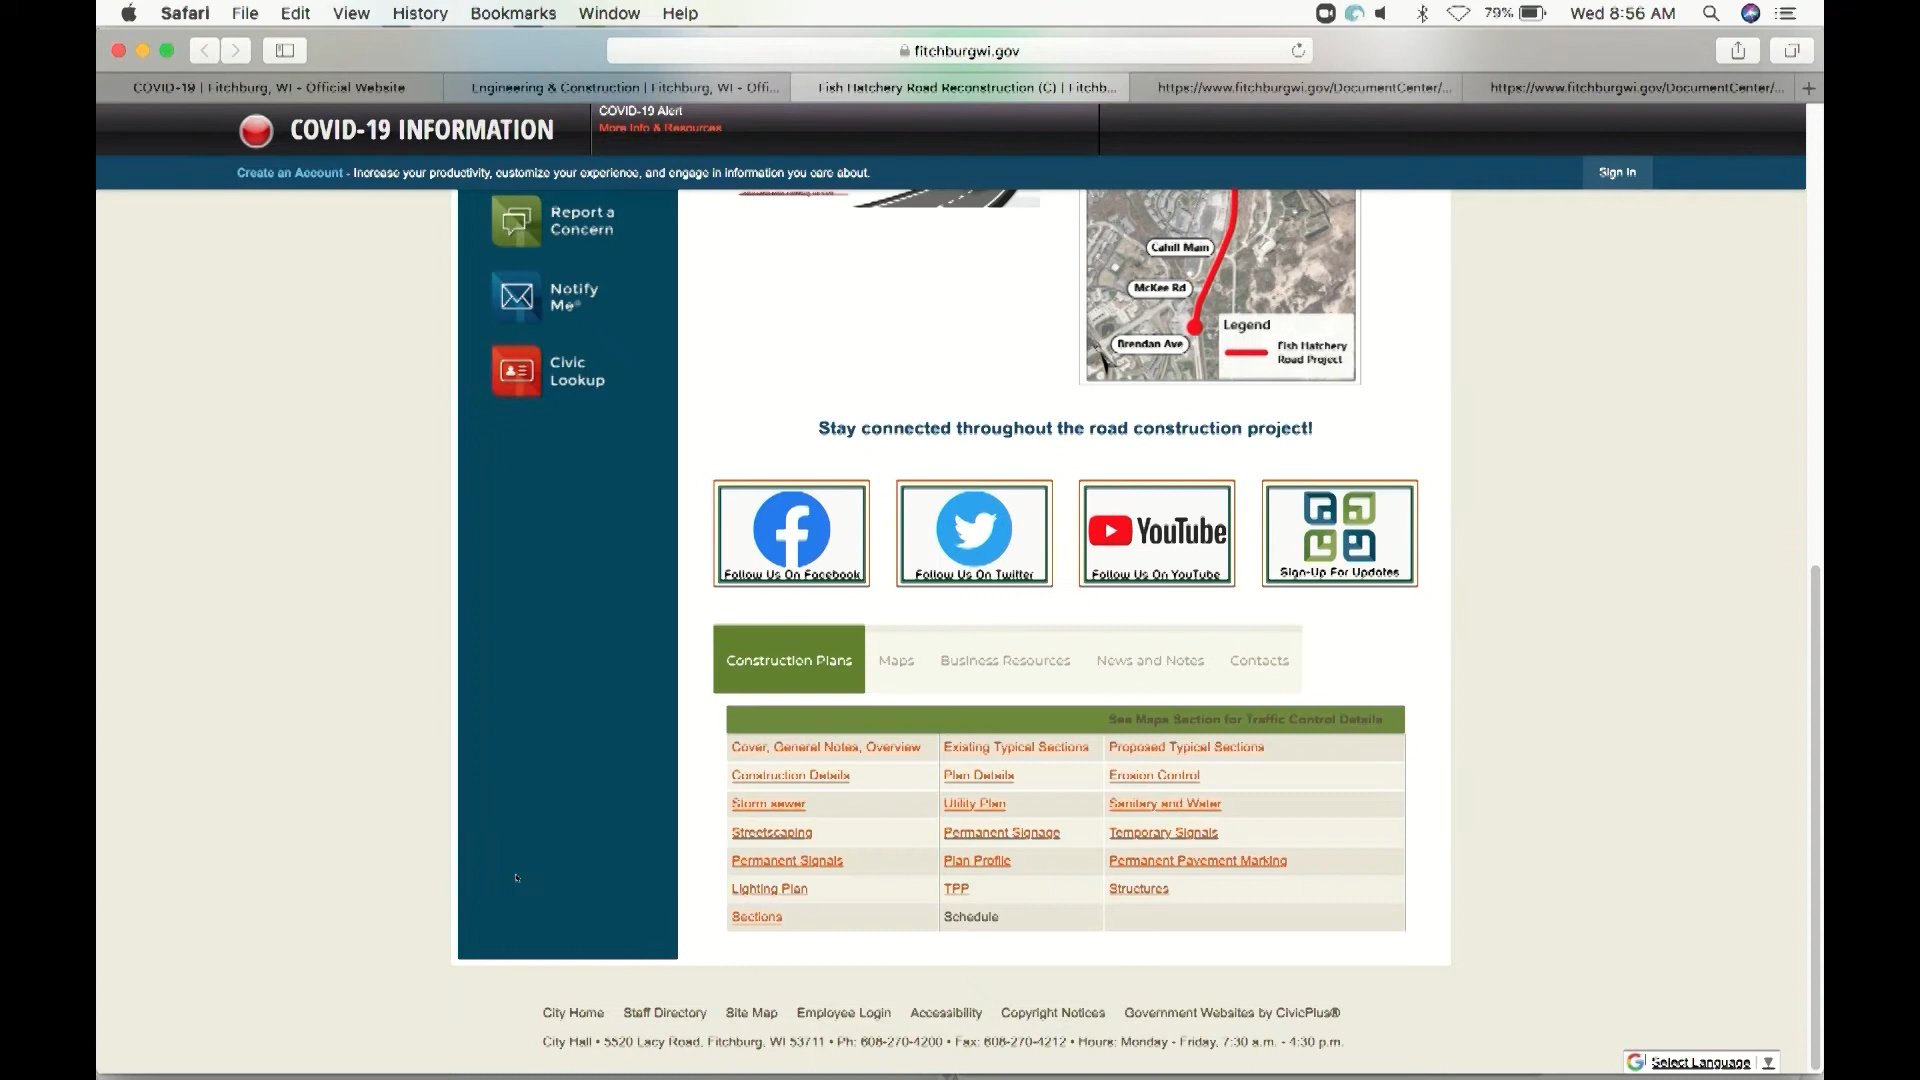 Safari File Edit View History Bookmarks Window Help 79% Wed 8:56 AM
fitchburgwi.gov
COVID-19 | Fitchburg, WI - Official Website
Engineering & Construction | Fitchburg, WI - Offi...
Fish Hatchery Road Reconstruction (C) | Fitchb...
https://www.fitchburgwi.gov/DocumentCenter/...
https://www.fitchburgwi.gov/DocumentCenter/...
COVID-19 INFORMATION
COVID-19 Alert
More Info & Resources
Create an Account - Increase your productivity, customize your experience, and engage in information you care about.
Sign In
Report a
Concern
Notify
Me®
Civic
Lookup
Cahill Main
McKee Rd
Brendan Ave
Legend
Fish Hatchery
Road Project
Stay connected throughout the road construction project!
Follow Us On Facebook
Follow Us On Twitter
YouTube
Follow Us On YouTube
Sign-Up For Updates
Construction Plans Maps Business Resources News and Notes Contacts
See Maps Section for Traffic Control Details
Cover, General Notes, Overview Existing Typical Sections Proposed Typical Sections
Construction Details Plan Details Erosion Control
Storm sewer Utility Plan Sanitary and Water
Streetscaping Permanent Signage Temporary Signals
Permanent Signals Plan Profile Permanent Pavement Marking
Lighting Plan TPP Structures
Sections Schedule
City Home Staff Directory Site Map Employee Login Accessibility Copyright Notices Government Websites by CivicPlus®
City Hall • 5520 Lacy Road, Fitchburg, WI 53711 • Ph: 608-270-4200 • Fax: 608-270-4212 • Hours: Monday - Friday, 7:30 a.m. - 4:30 p.m.
Select Language